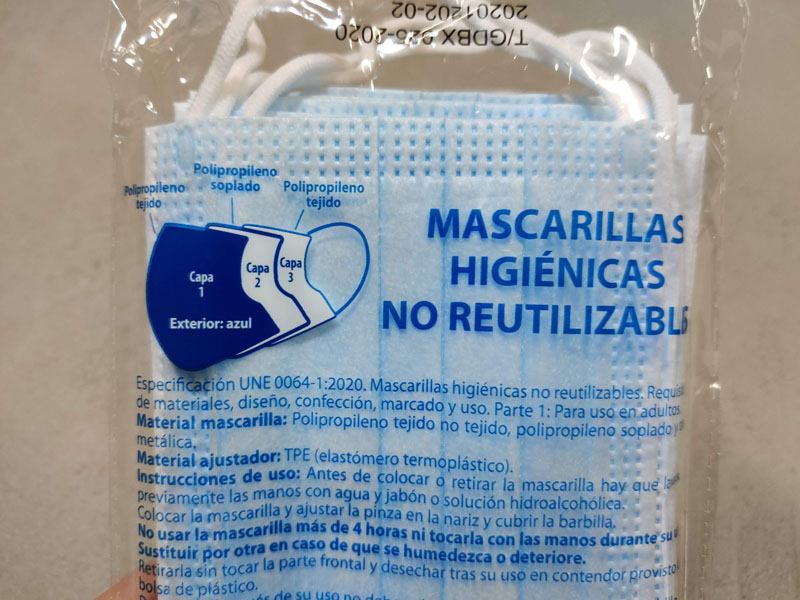 T/GDBX 025-2020
20201202-02
Polipropileno
tejido
Polipropileno
soplado
Polipropileno
tejido
Capa
1
Capa
2
Capa
3
Exterior: azul
MASCARILLAS
HIGIÉNICAS
NO REUTILIZABL
Especificación UNE 0064-1:2020. Mascarillas higiénicas no reutilizables. Requis
de materiales, diseño, confección, marcado y uso. Parte 1: Para uso en adultos.
Material mascarilla: Polipropileno tejido no tejido, polipropileno soplado y
metálica.
Material ajustador: TPE (elastómero termoplástico).
Instrucciones de uso: Antes de colocar o retirar la mascarilla hay que
previamente las manos con agua y jabón o solución hidroalcohólica.
Colocar la mascarilla y ajustar la pinza en la nariz y cubrir la barbilla.
No usar la mascarilla más de 4 horas ni tocarla con las manos durante su
Sustituir por otra en caso de que se humedezca o deteriore.
Retirarla sin tocar la parte frontal y desechar tras su uso en contendor provisto
bolsa de plástico.